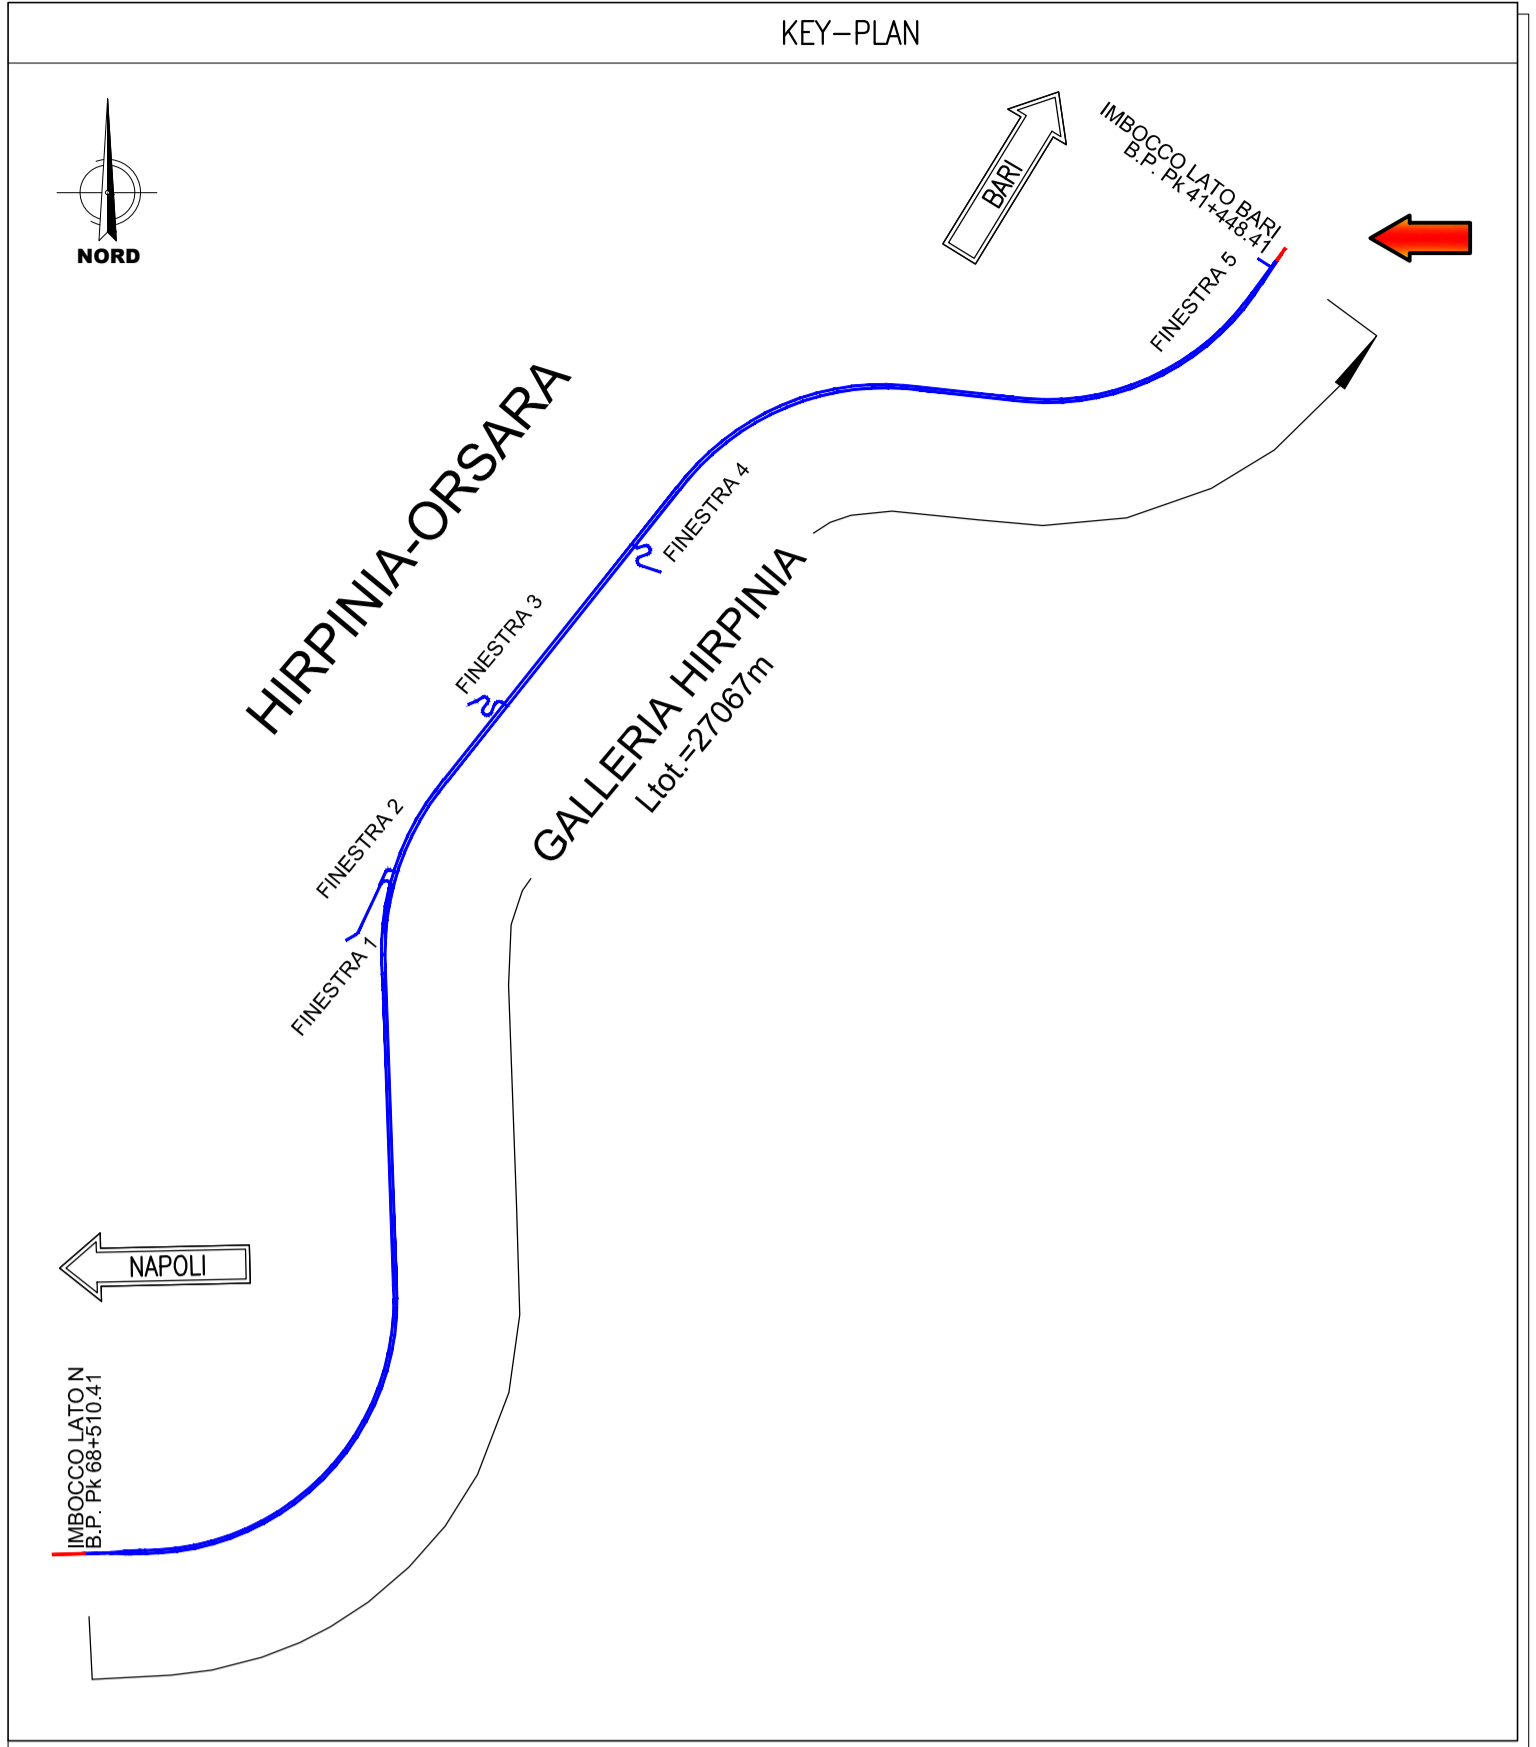 KEY-PLAN
NORD
BARI
IMBOCCO LATO BARI
B.P. Pk 41+448.41
FINESTRA 5
HIRPINIA-ORSARA
FINESTRA 4
FINESTRA 3
GALLERIA HIRPINIA
Ltot.=27067m
FINESTRA 2
FINESTRA 1
NAPOLI
IMBOCCO LATO N
B.P. Pk 68+510.41